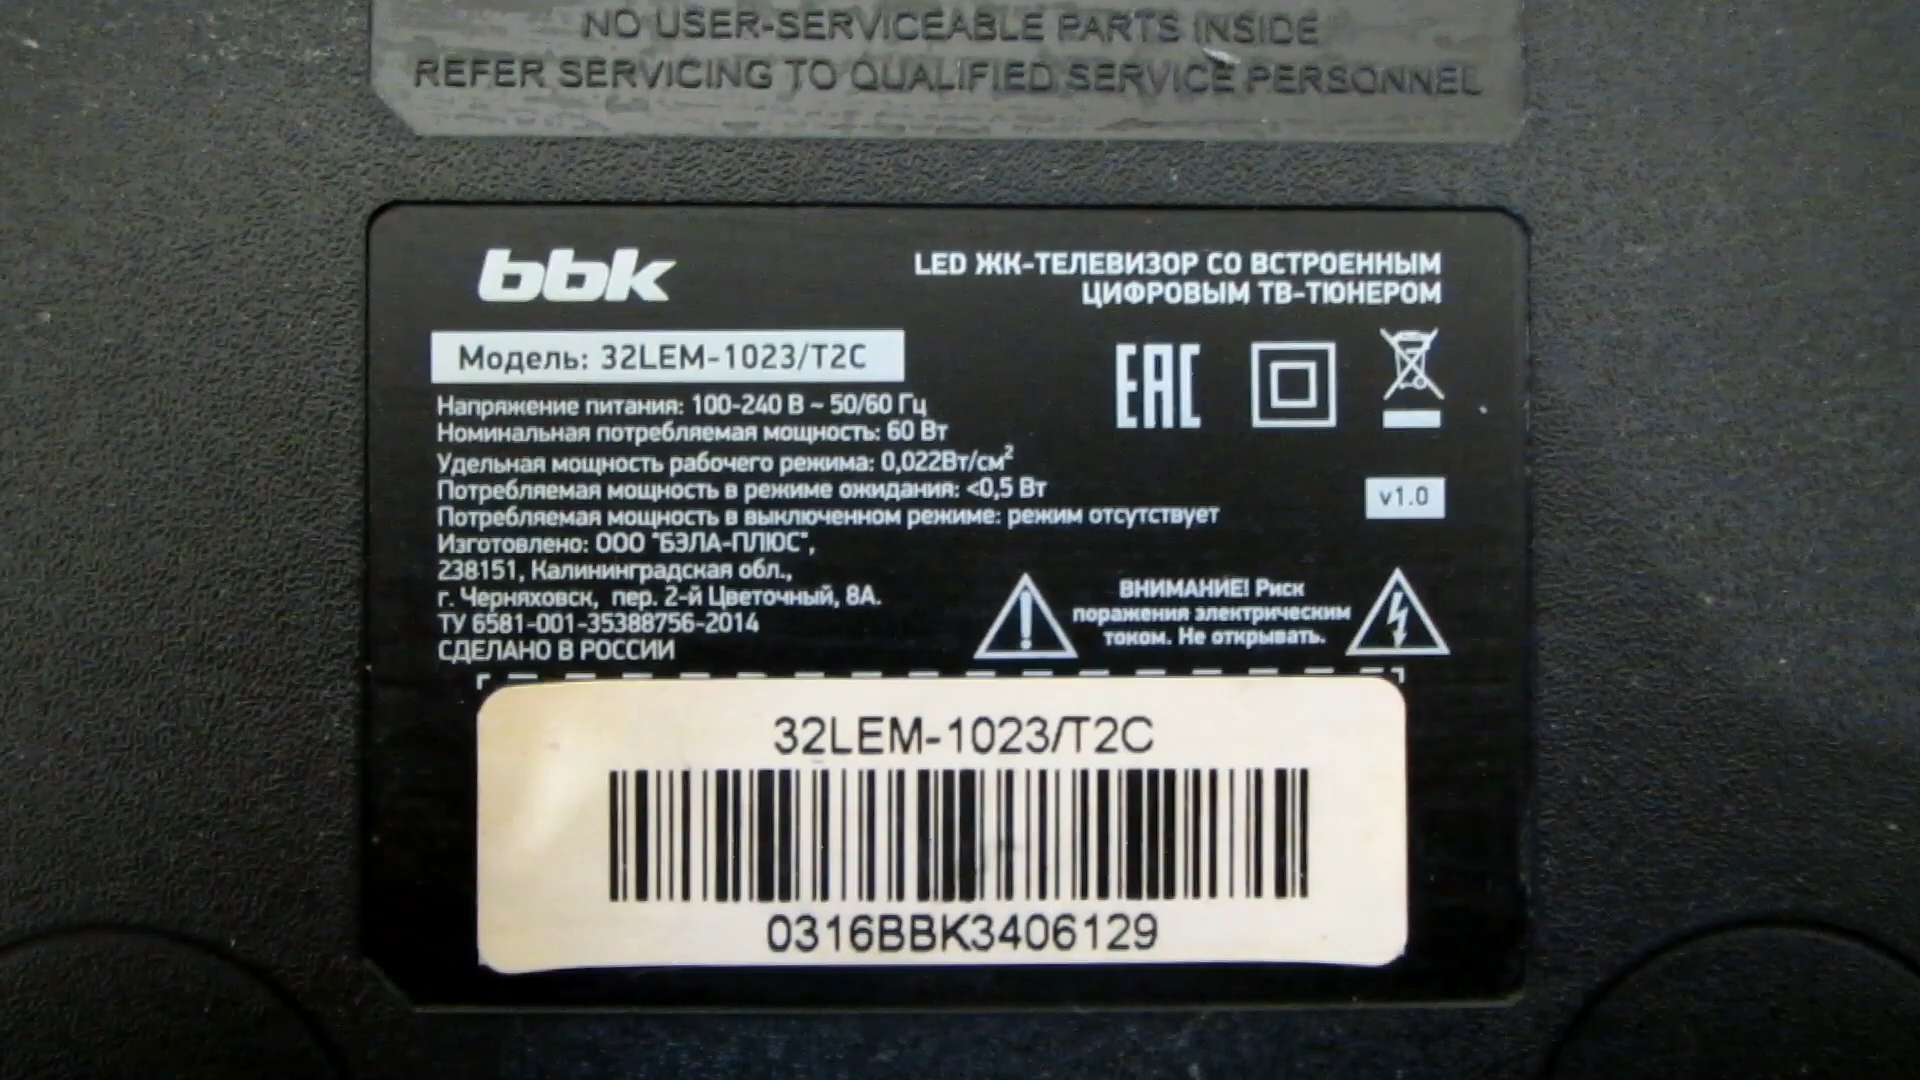 NO USER-SERVICEABLE PARTS INSIDE
REFER SERVICING TO QUALIFIED SERVICE PERSONNEL
bbk
LED ЖК-ТЕЛЕВИЗОР СО ВСТРОЕННЫМ
ЦИФРОВЫМ ТВ-ТЮНЕРОМ
Модель: 32LEM-1023/T2C
EAC
Напряжение питания: 100-240 В ~ 50/60 Гц
Номинальная потребляемая мощность: 60 Вт
Удельная мощность рабочего режима: 0,022Вт/см²
Потребляемая мощность в режиме ожидания: <0,5 Вт
v1.0
Потребляемая мощность в выключенном режиме: режим отсутствует
Изготовлено: ООО "БЭЛА-ПЛЮС",
238151, Калининградская обл.,
г. Черняховск, пер. 2-й Цветочный, 8А.
ТУ 6581-001-35388756-2014
СДЕЛАНО В РОССИИ
ВНИМАНИЕ! Риск
поражения электрическим
током. Не открывать.
32LEM-1023/T2C
0316BBK3406129